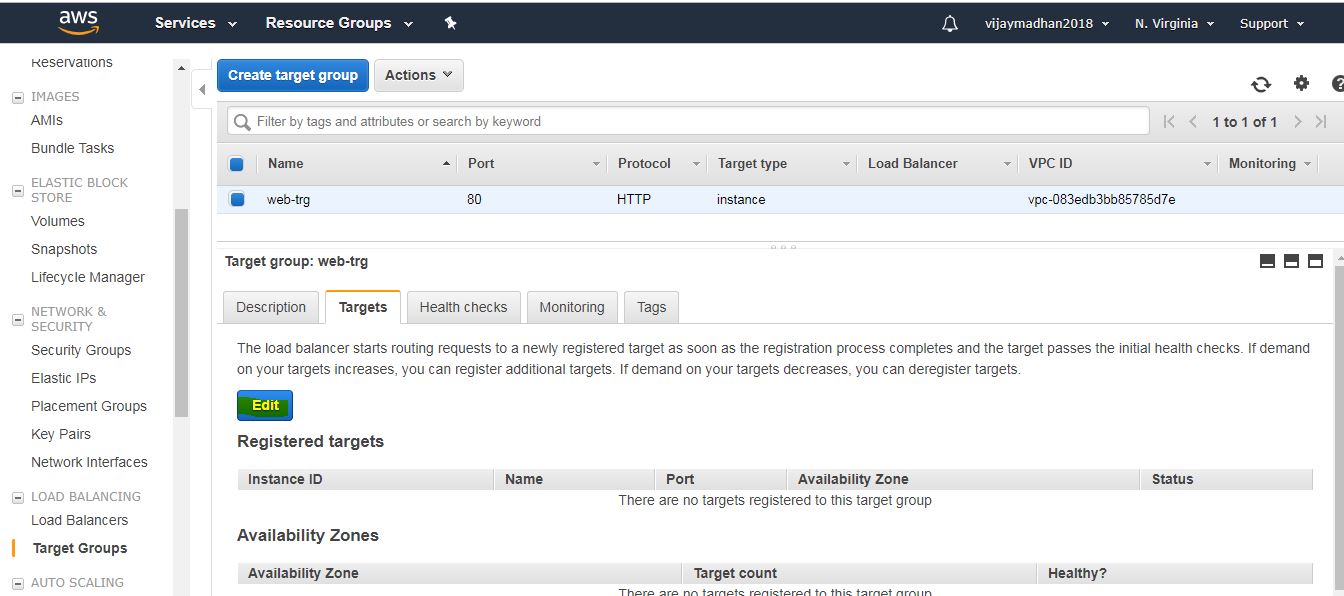 aws Services Resource Groups vijaymadhan2018 N. Virginia Support
Reservations
IMAGES
AMIs
Bundle Tasks
ELASTIC BLOCK
STORE
Volumes
Snapshots
Lifecycle Manager
NETWORK &
SECURITY
Security Groups
Elastic IPs
Placement Groups
Key Pairs
Network Interfaces
LOAD BALANCING
Load Balancers
Target Groups
AUTO SCALING
Create target group Actions
Filter by tags and attributes or search by keyword 1 to 1 of 1
Name Port Protocol Target type Load Balancer VPC ID Monitoring
web-trg 80 HTTP instance vpc-083edb3bb85785d7e
Target group: web-trg
Description Targets Health checks Monitoring Tags
The load balancer starts routing requests to a newly registered target as soon as the registration process completes and the target passes the initial health checks. If demand
on your targets increases, you can register additional targets. If demand on your targets decreases, you can deregister targets.
Edit
Registered targets
Instance ID Name Port Availability Zone Status
There are no targets registered to this target group
Availability Zones
Availability Zone Target count Healthy?
There are no targets registered to this target group